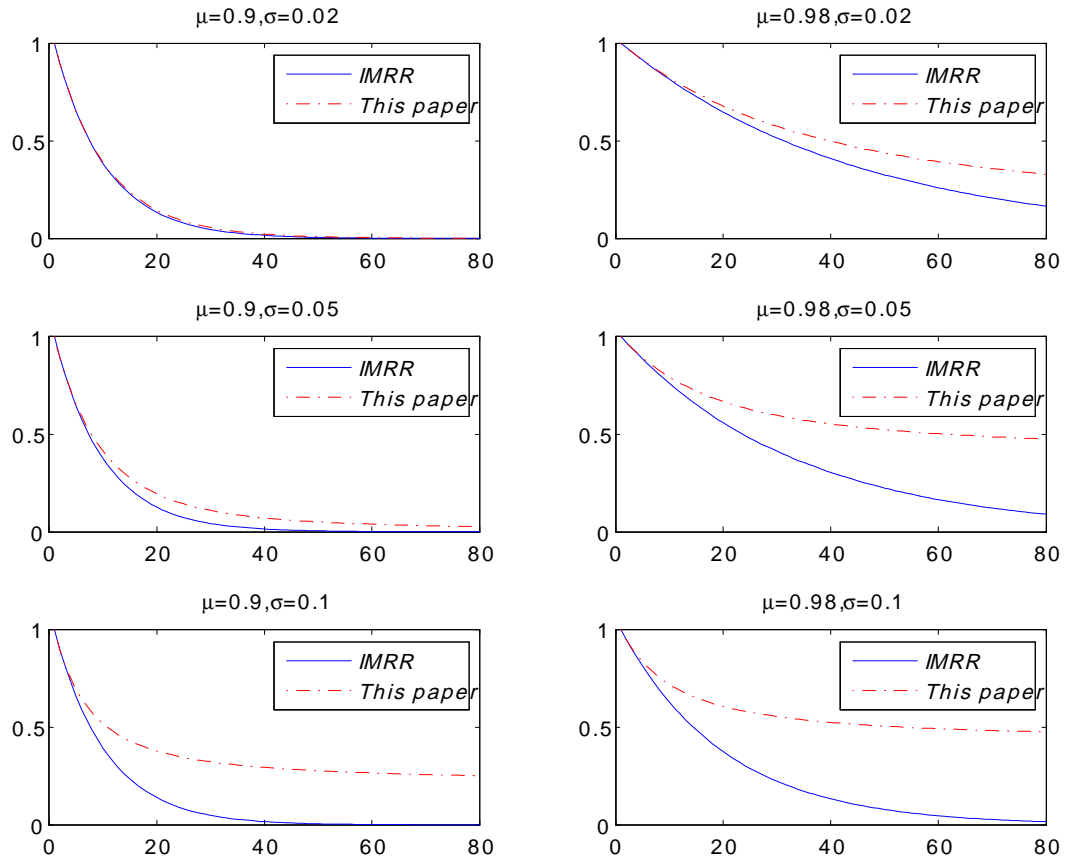 μ=0.9,σ=0.02
1
0.5
0
0 20 40 60 80
IMRR
This paper
μ=0.98,σ=0.02
1
0.5
0
0 20 40 60 80
IMRR
This paper
μ=0.9,σ=0.05
1
0.5
0
0 20 40 60 80
IMRR
This paper
μ=0.98,σ=0.05
1
0.5
0
0 20 40 60 80
IMRR
This paper
μ=0.9,σ=0.1
1
0.5
0
0 20 40 60 80
IMRR
This paper
μ=0.98,σ=0.1
1
0.5
0
0 20 40 60 80
IMRR
This paper